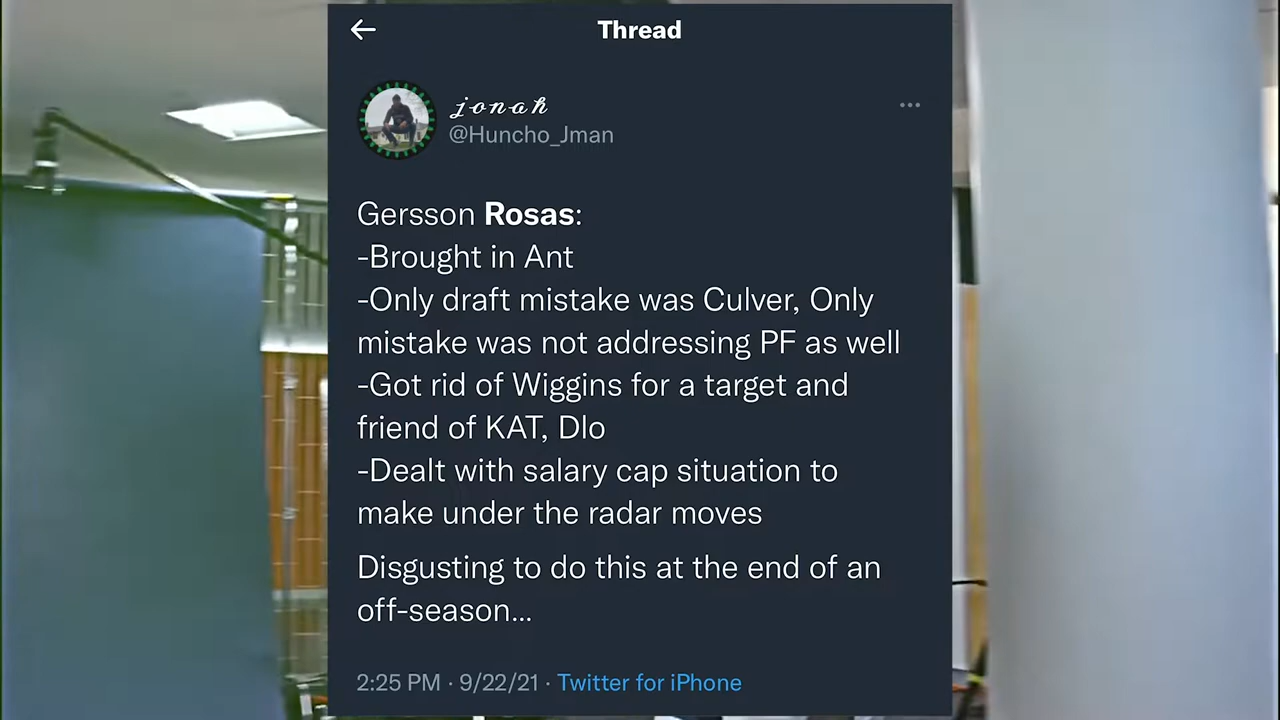 Thread
jonah
@Huncho_Jman
Gersson Rosas:
-Brought in Ant
-Only draft mistake was Culver, Only
mistake was not addressing PF as well
-Got rid of Wiggins for a target and
friend of KAT, Dlo
-Dealt with salary cap situation to
make under the radar moves
Disgusting to do this at the end of an
off-season...
2:25 PM · 9/22/21 · Twitter for iPhone